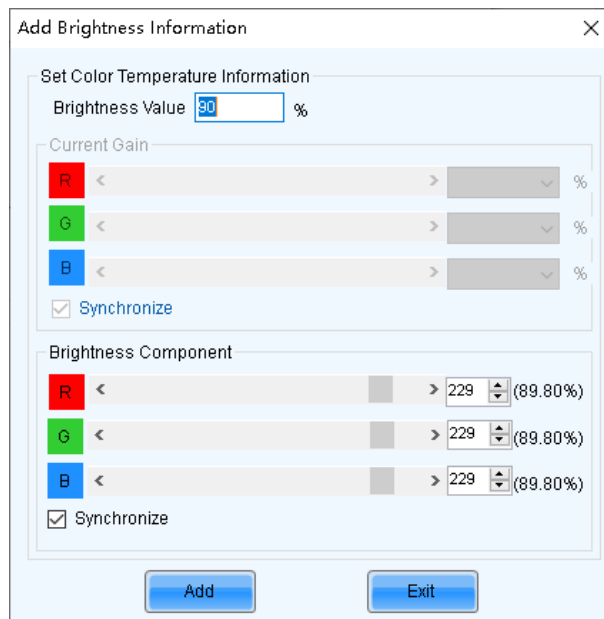 Add Brightness Information
Set Color Temperature Information
Brightness Value 90 %
Current Gain
R %
G %
B %
Synchronize
Brightness Component
R 229 (89.80%)
G 229 (89.80%)
B 229 (89.80%)
Synchronize
Add Exit